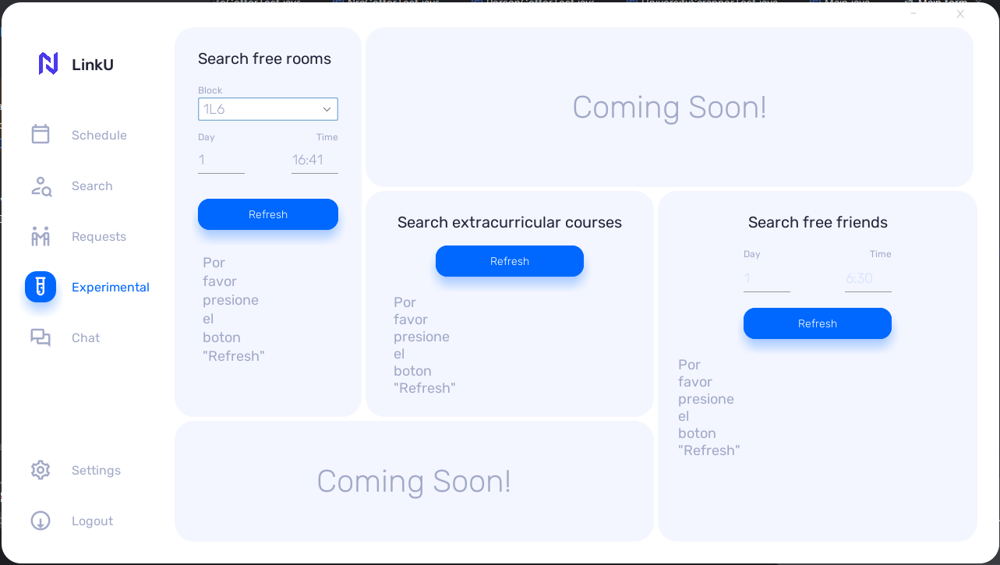 X
LinkU
Schedule
Search
Requests
Experimental
Chat
Settings
Logout
Search free rooms
Block
1L6
Day Time
1 16:41
Refresh
Por
favor
presione
el
boton
"Refresh"
Coming Soon!
Search extracurricular courses
Refresh
Por
favor
presione
el
boton
"Refresh"
Search free friends
Day Time
1 6:30
Refresh
Por
favor
presione
el
boton
"Refresh"
Coming Soon!